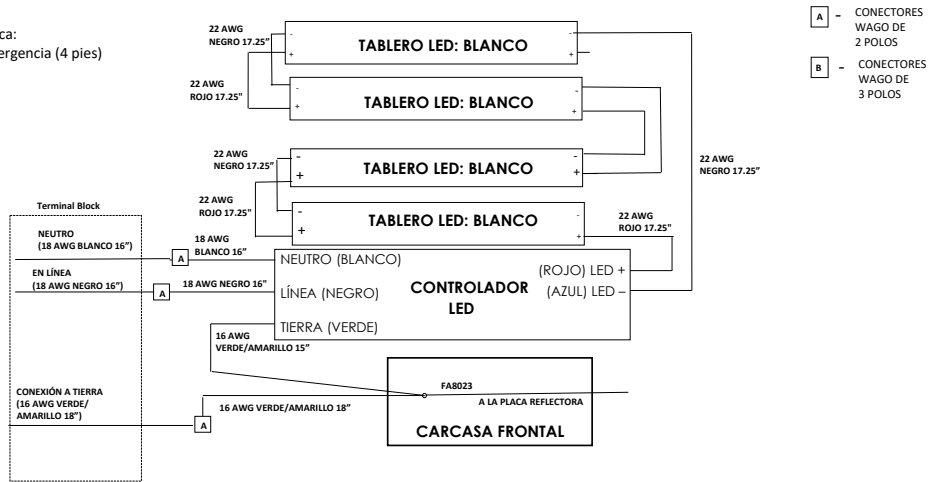 ca:
ergencia (4 pies)
A - CONECTORES
WAGO DE
2 POLOS
B - CONECTORES
WAGO DE
3 POLOS
22 AWG
NEGRO 17.25"
- TABLERO LED: BLANCO -
+ +
22 AWG
ROJO 17.25"
- TABLERO LED: BLANCO -
+ +
22 AWG
NEGRO 17.25"
- TABLERO LED: BLANCO -
+ +
22 AWG
NEGRO 17.25"
22 AWG
ROJO 17.25"
- TABLERO LED: BLANCO -
+ +
22 AWG
ROJO 17.25"
Terminal Block
NEUTRO
(18 AWG BLANCO 16")
A
18 AWG
BLANCO 16"
NEUTRO (BLANCO)
EN LÍNEA
(18 AWG NEGRO 16")
A
18 AWG NEGRO 16"
LÍNEA (NEGRO)
CONTROLADOR
LED
(ROJO) LED +
(AZUL) LED –
TIERRA (VERDE)
16 AWG
VERDE/AMARILLO 15"
CONEXIÓN A TIERRA
(16 AWG VERDE/
AMARILLO 18")
A
16 AWG VERDE/AMARILLO 18"
FA8023
A LA PLACA REFLECTORA
CARCASA FRONTAL